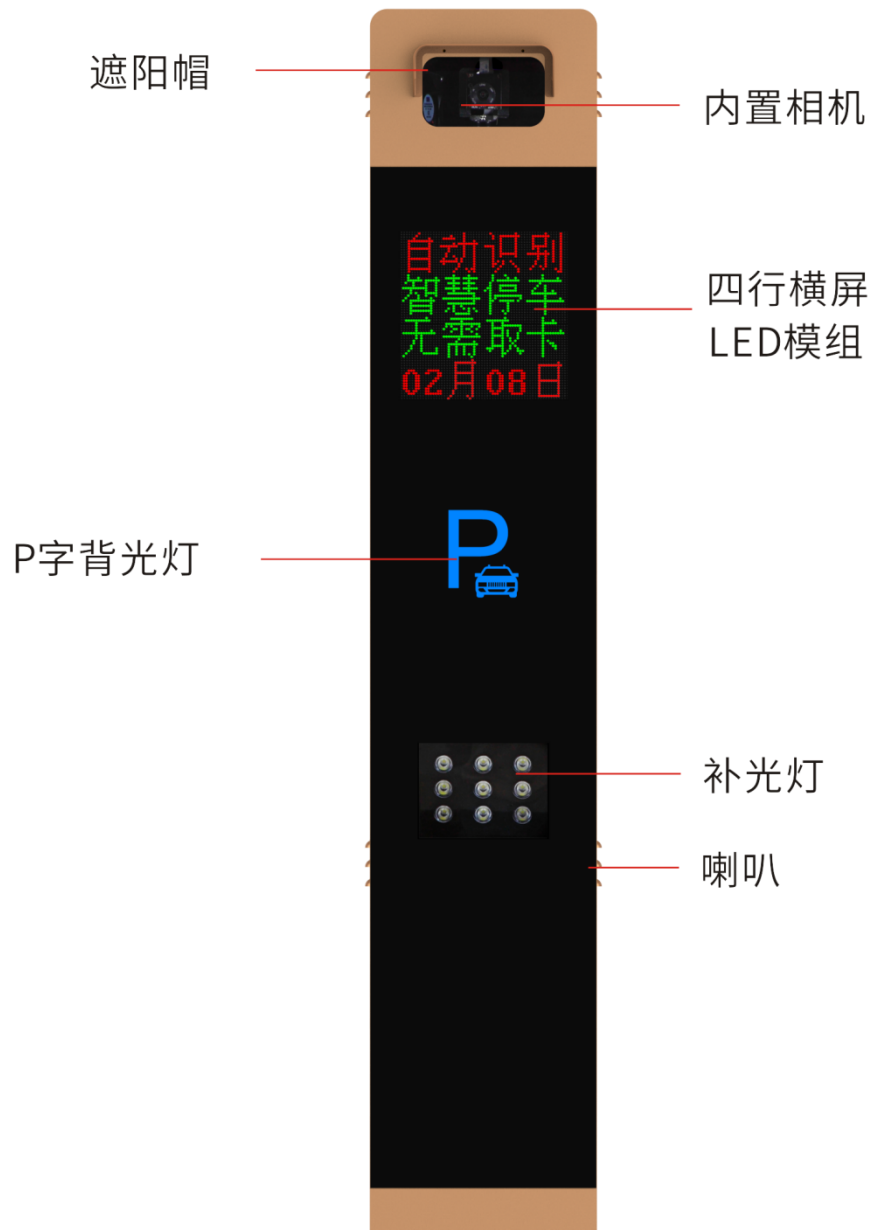 遮阳帽
内置相机
自动识别
智慧停车
无需取卡
02月08日
四行横屏
LED模组
P字背光灯
P
补光灯
喇叭